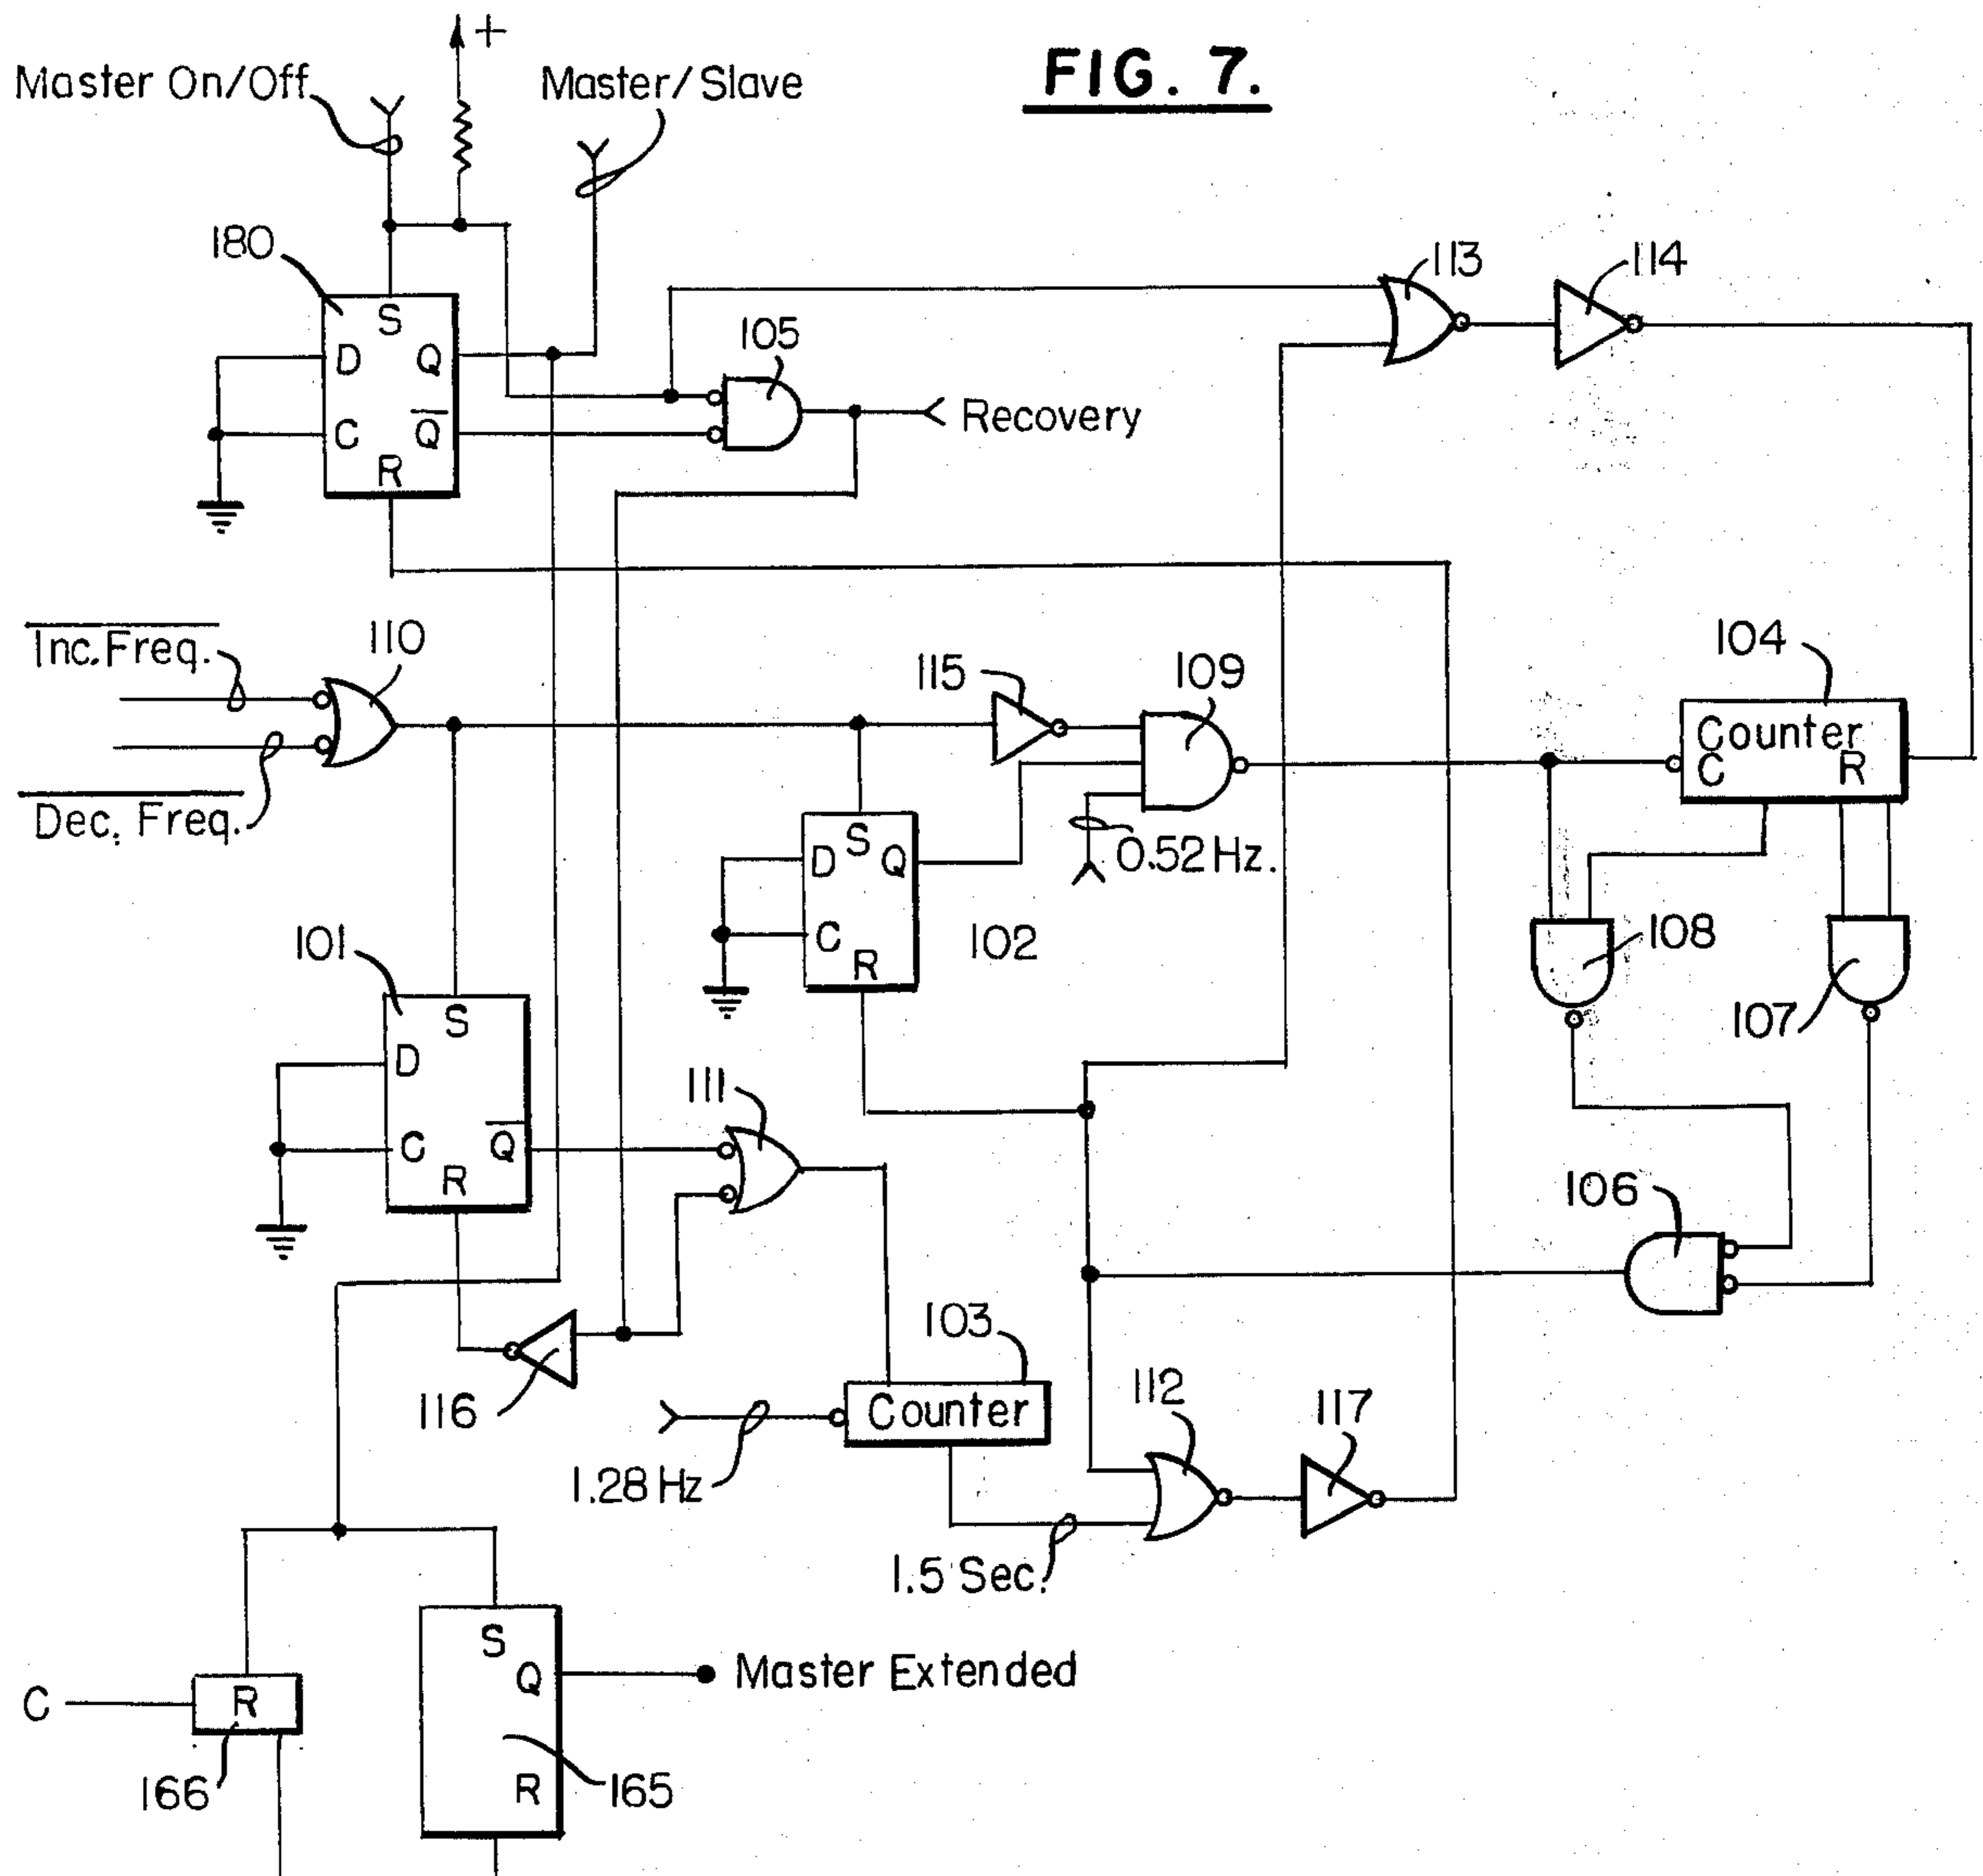 FIG. 7.
+
Master On/Off
Master/Slave
180
S
D
Q
C
Q
R
105
Recovery
113
114
Inc. Freq.
Dec. Freq.
110
115
109
0.52 Hz.
104
Counter
C
R
S
D
Q
C
R
102
108
107
101
S
D
C
Q
R
111
106
116
103
Counter
1.28 Hz
1.5 Sec.
112
117
S
Q
R
Master Extended
165
C
R
166